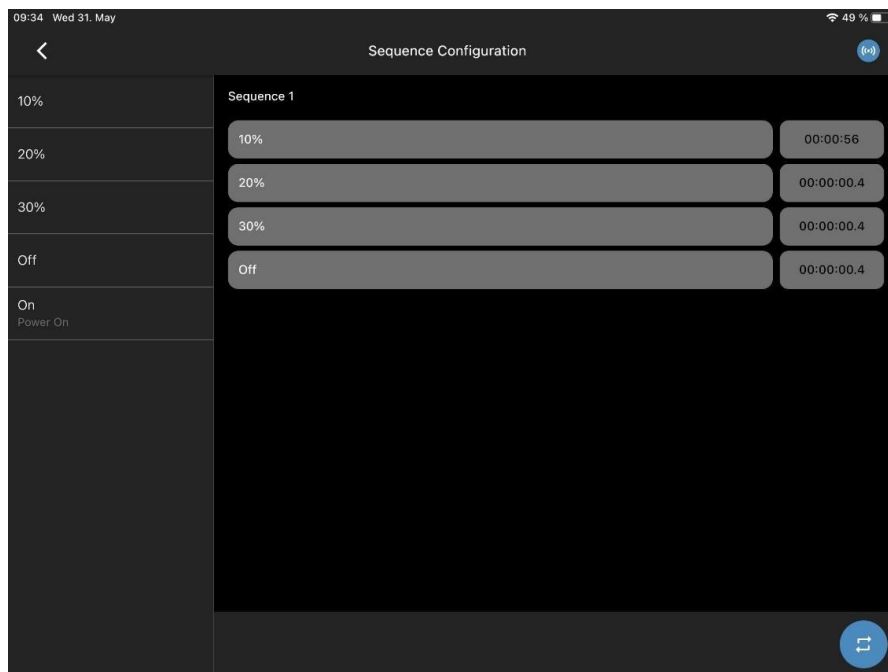 09:34 Wed 31. May
49 %
Sequence Configuration
10%
20%
30%
Off
On
Power On
Sequence 1
10% 00:00:56
20% 00:00:00.4
30% 00:00:00.4
Off 00:00:00.4